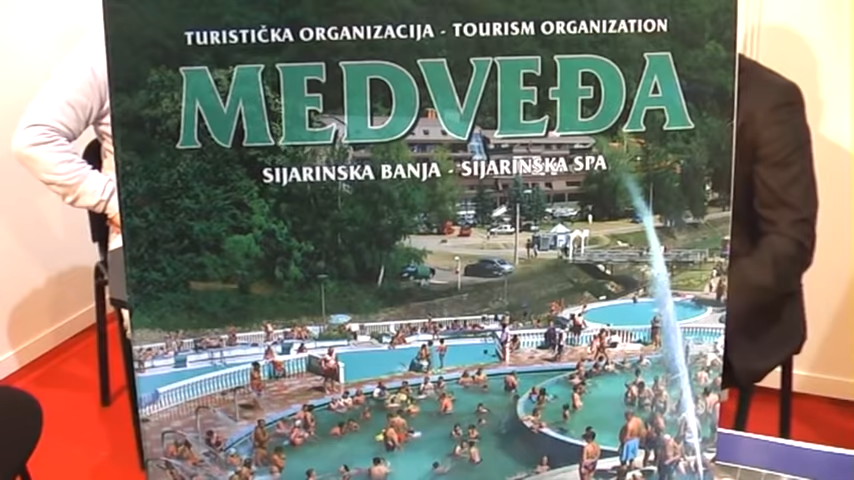 TURISTIČKA ORGANIZACIJA - TOURISM ORGANIZATION
MEDVEĐA
SIJARINSKA BANJA - SIJARINSKA SPA